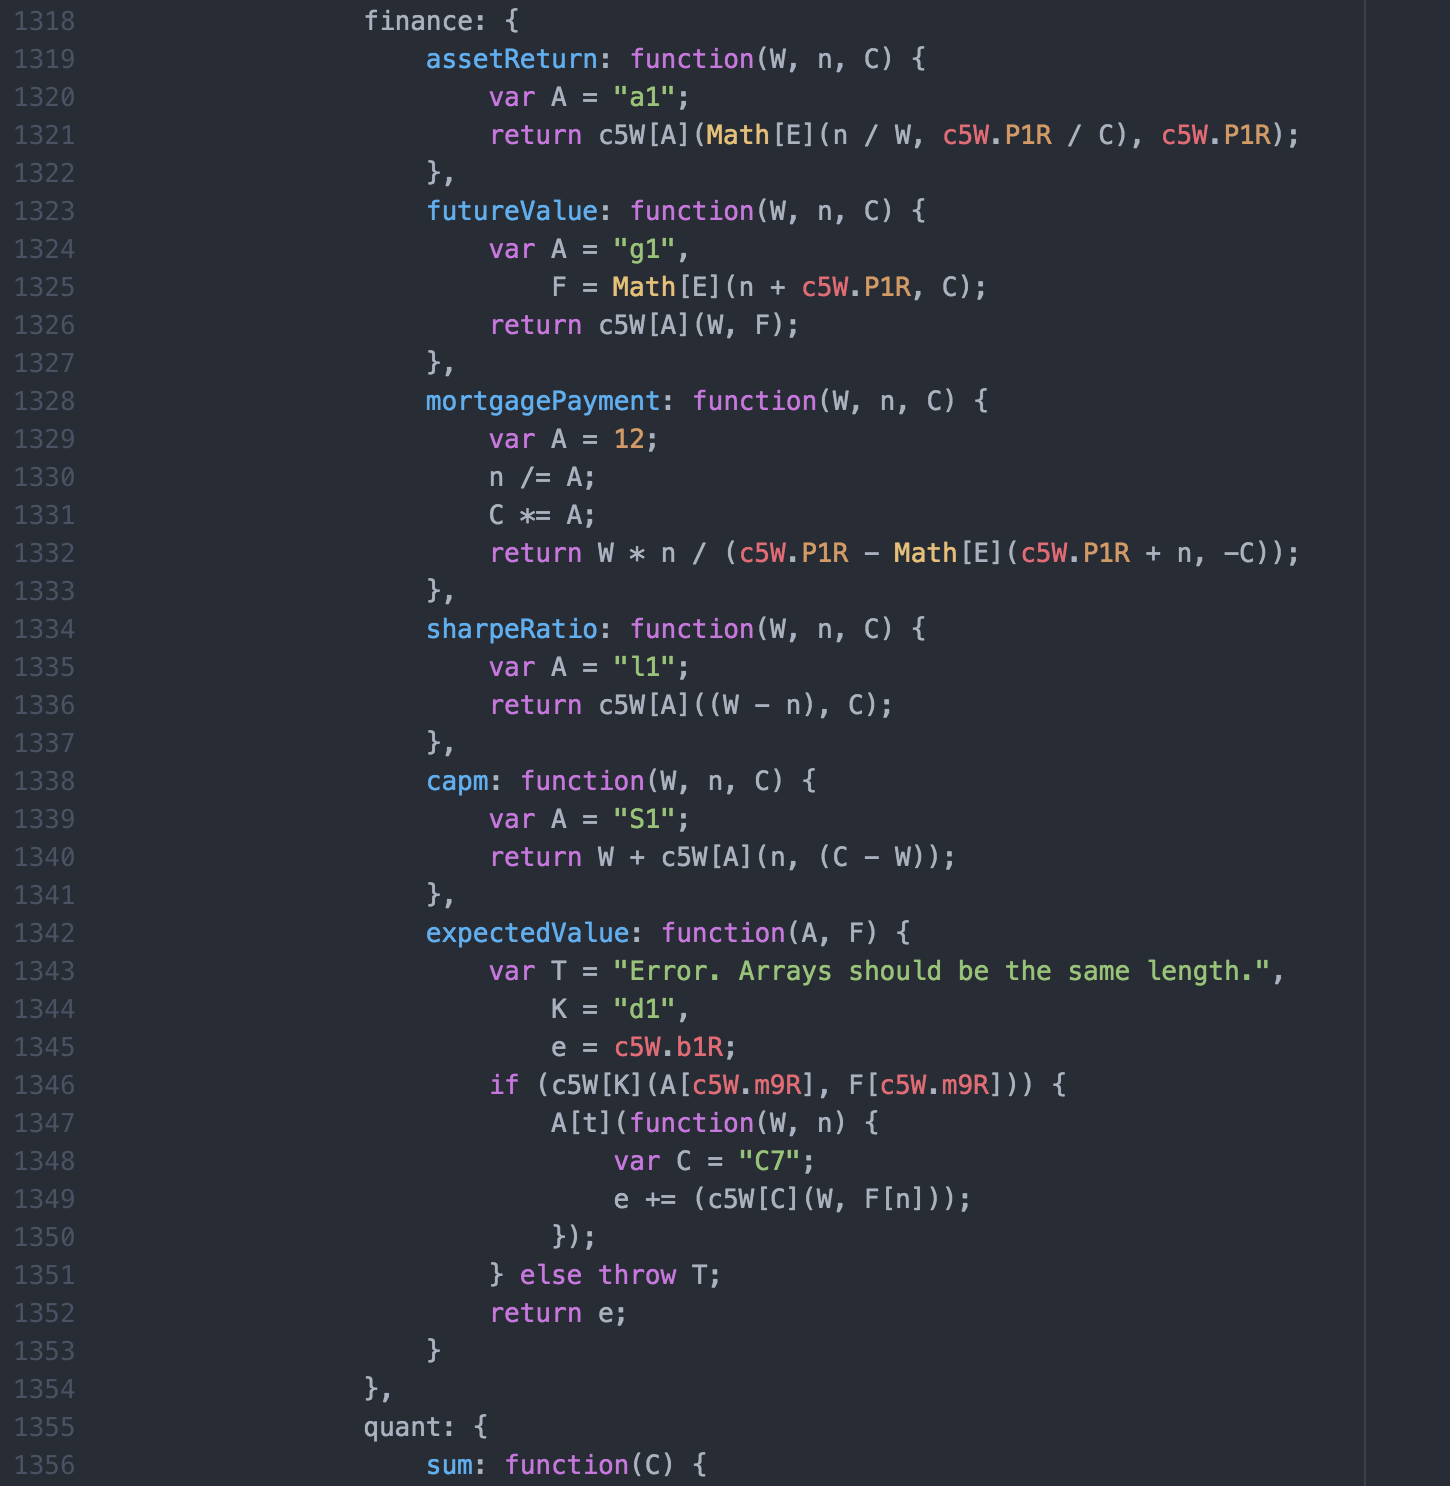 1318 finance: {
1319 assetReturn: function(W, n, C) {
1320 var A = "a1";
1321 return c5W[A](Math[E](n / W, c5W.P1R / C), c5W.P1R);
1322 },
1323 futureValue: function(W, n, C) {
1324 var A = "g1",
1325 F = Math[E](n + c5W.P1R, C);
1326 return c5W[A](W, F);
1327 },
1328 mortgagePayment: function(W, n, C) {
1329 var A = 12;
1330 n /= A;
1331 C *= A;
1332 return W * n / (c5W.P1R - Math[E](c5W.P1R + n, -C));
1333 },
1334 sharpeRatio: function(W, n, C) {
1335 var A = "l1";
1336 return c5W[A]((W - n), C);
1337 },
1338 capm: function(W, n, C) {
1339 var A = "S1";
1340 return W + c5W[A](n, (C - W));
1341 },
1342 expectedValue: function(A, F) {
1343 var T = "Error. Arrays should be the same length.",
1344 K = "d1",
1345 e = c5W.b1R;
1346 if (c5W[K](A[c5W.m9R], F[c5W.m9R])) {
1347 A[t](function(W, n) {
1348 var C = "C7";
1349 e += (c5W[C](W, F[n]));
1350 });
1351 } else throw T;
1352 return e;
1353 }
1354 },
1355 quant: {
1356 sum: function(C) {